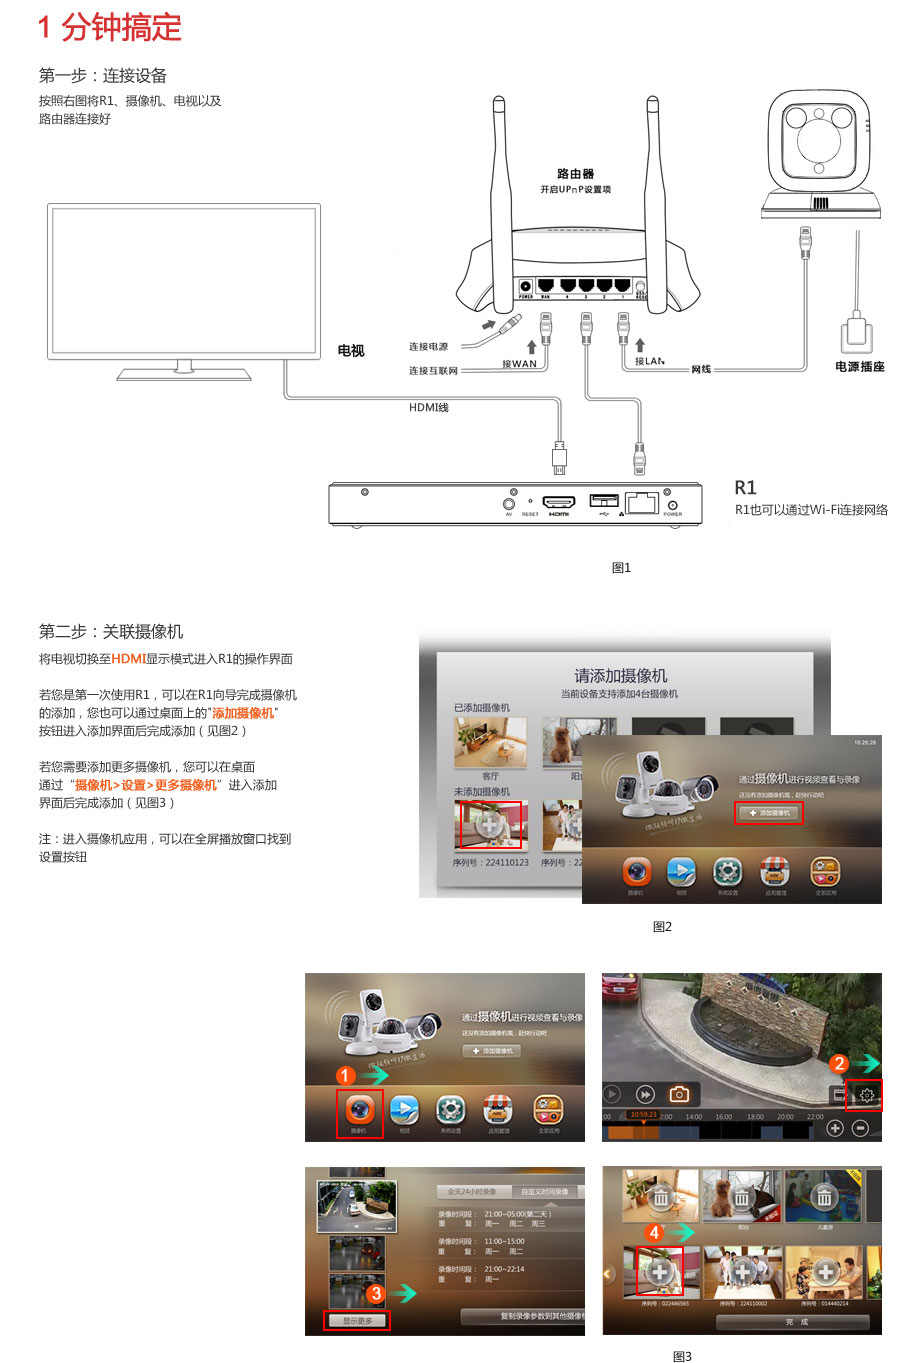 1 分钟搞定
第一步：连接设备
按照右图将R1、摄像机、电视以及
路由器连接好
路由器
开启UPnP设置项
POWER
WAN
4
3
2
1
电视
连接电源
连接互联网
接WAN
接LAN
网线
电源插座
HDMI线
AV
RESET
HDMI
POWER
R1
R1也可以通过Wi-Fi连接网络
图1
第二步：关联摄像机
将电视切换至HDMI显示模式进入R1的操作界面
若您是第一次使用R1，可以在R1向导完成摄像机
的添加，您也可以通过桌面上的"添加摄像机"
按钮进入添加界面后完成添加（见图2）
若您需要添加更多摄像机，您可以在桌面
通过“摄像机>设置>更多摄像机”进入添加
界面后完成添加（见图3）
注：进入摄像机应用，可以在全屏播放窗口找到
设置按钮
请添加摄像机
当前设备支持添加4台摄像机
已添加摄像机
客厅
阳台
未添加摄像机
序列号：224110123
序列号：22
16:26:26
通过摄像机进行视频查看与录像
还没有添加摄像机哦，赶快行动吧
+ 添加摄像机
摄像机
相册
系统设置
应用管理
全部应用
图2
通过摄像机进行视频查看与录像
还没有添加摄像机哦，赶快行动吧
+ 添加摄像机
1
摄像机
相册
系统设置
应用管理
全部应用
2
:00
10:59:23
14:00
16:00
18:00
20:00
22:00
全天24小时录像
自定义时间录像
录像时间段： 21:00~05:00(第二天)
重 复： 周一 周二 周三
录像时间段： 11:00~15:00
重 复： 周一 周二
录像时间段： 21:00~22:14
重 复： 周一
3
显示更多
复制录像参数到其他摄像
阳台
未验证
儿童房
4
序列号：022446565
序列号：224110002
序列号：014440214
完 成
图3